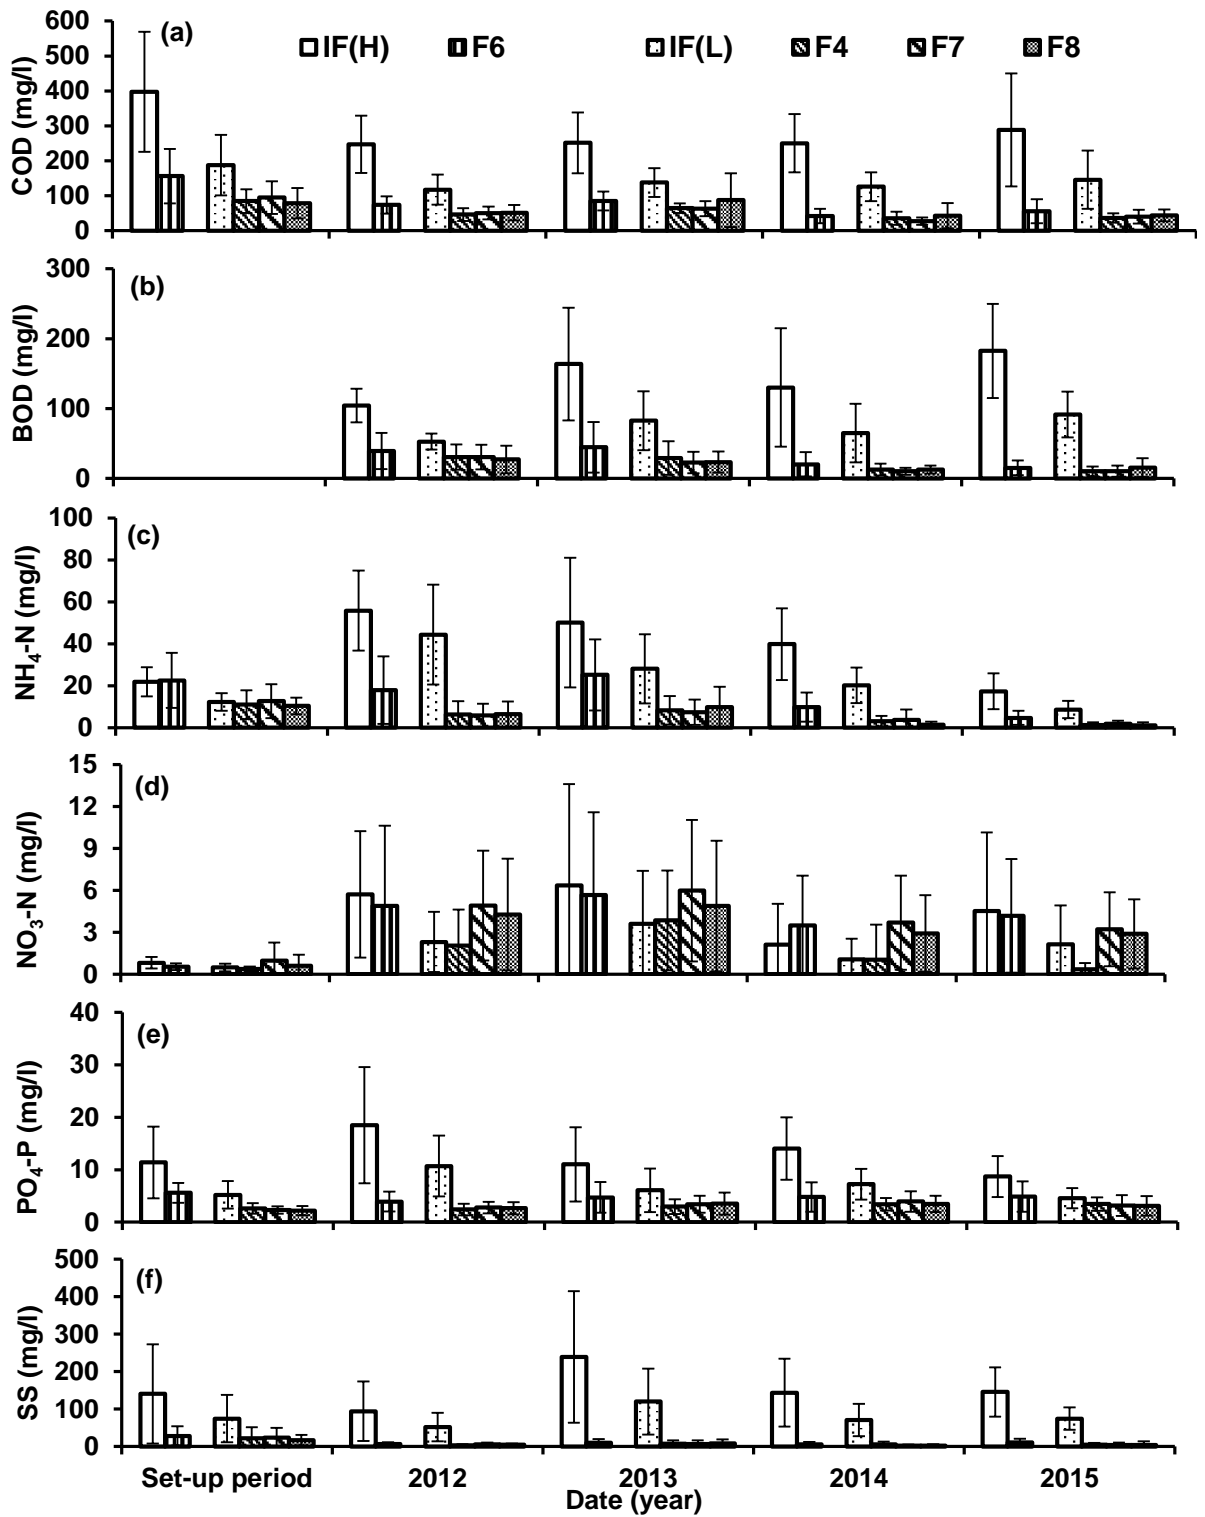 (a)
IF(H) F6 IF(L) F4 F7 F8
COD (mg/l)
600
500
400
300
200
100
0
(b)
BOD (mg/l)
300
200
100
0
(c)
NH4-N (mg/l)
100
80
60
40
20
0
(d)
NO3-N (mg/l)
15
12
9
6
3
0
(e)
PO4-P (mg/l)
40
30
20
10
0
(f)
SS (mg/l)
500
400
300
200
100
0
Set-up period 2012 2013 2014 2015
Date (year)